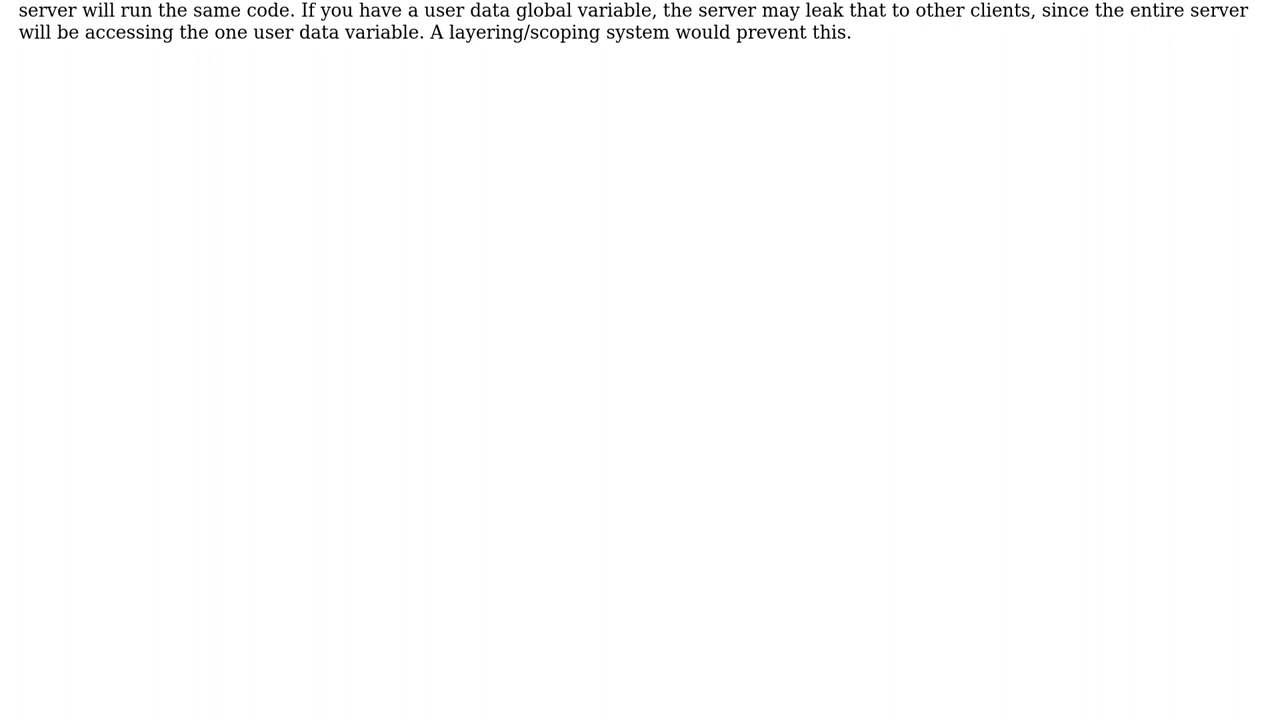 server will run the same code. If you have a user data global variable, the server may leak that to other clients, since the entire server
will be accessing the one user data variable. A layering/scoping system would prevent this.